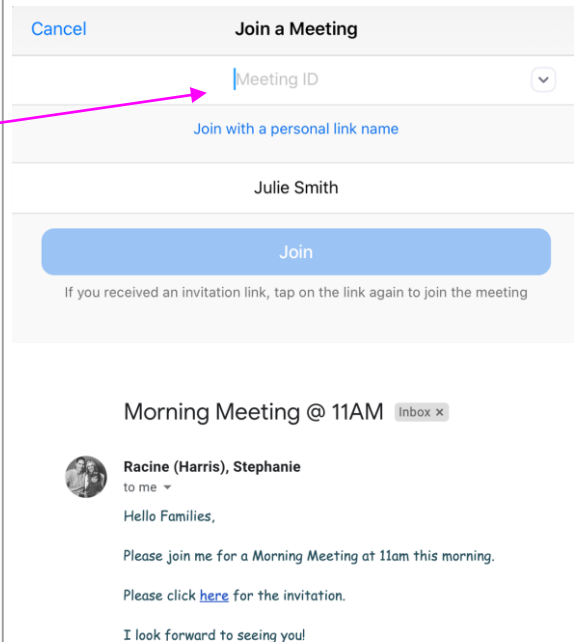 Cancel Join a Meeting
Meeting ID
Join with a personal link name
Julie Smith
Join
If you received an invitation link, tap on the link again to join the meeting
Morning Meeting @ 11AM Inbox x
Racine (Harris), Stephanie
to me
Hello Families,
Please join me for a Morning Meeting at 11am this morning.
Please click here for the invitation.
I look forward to seeing you!